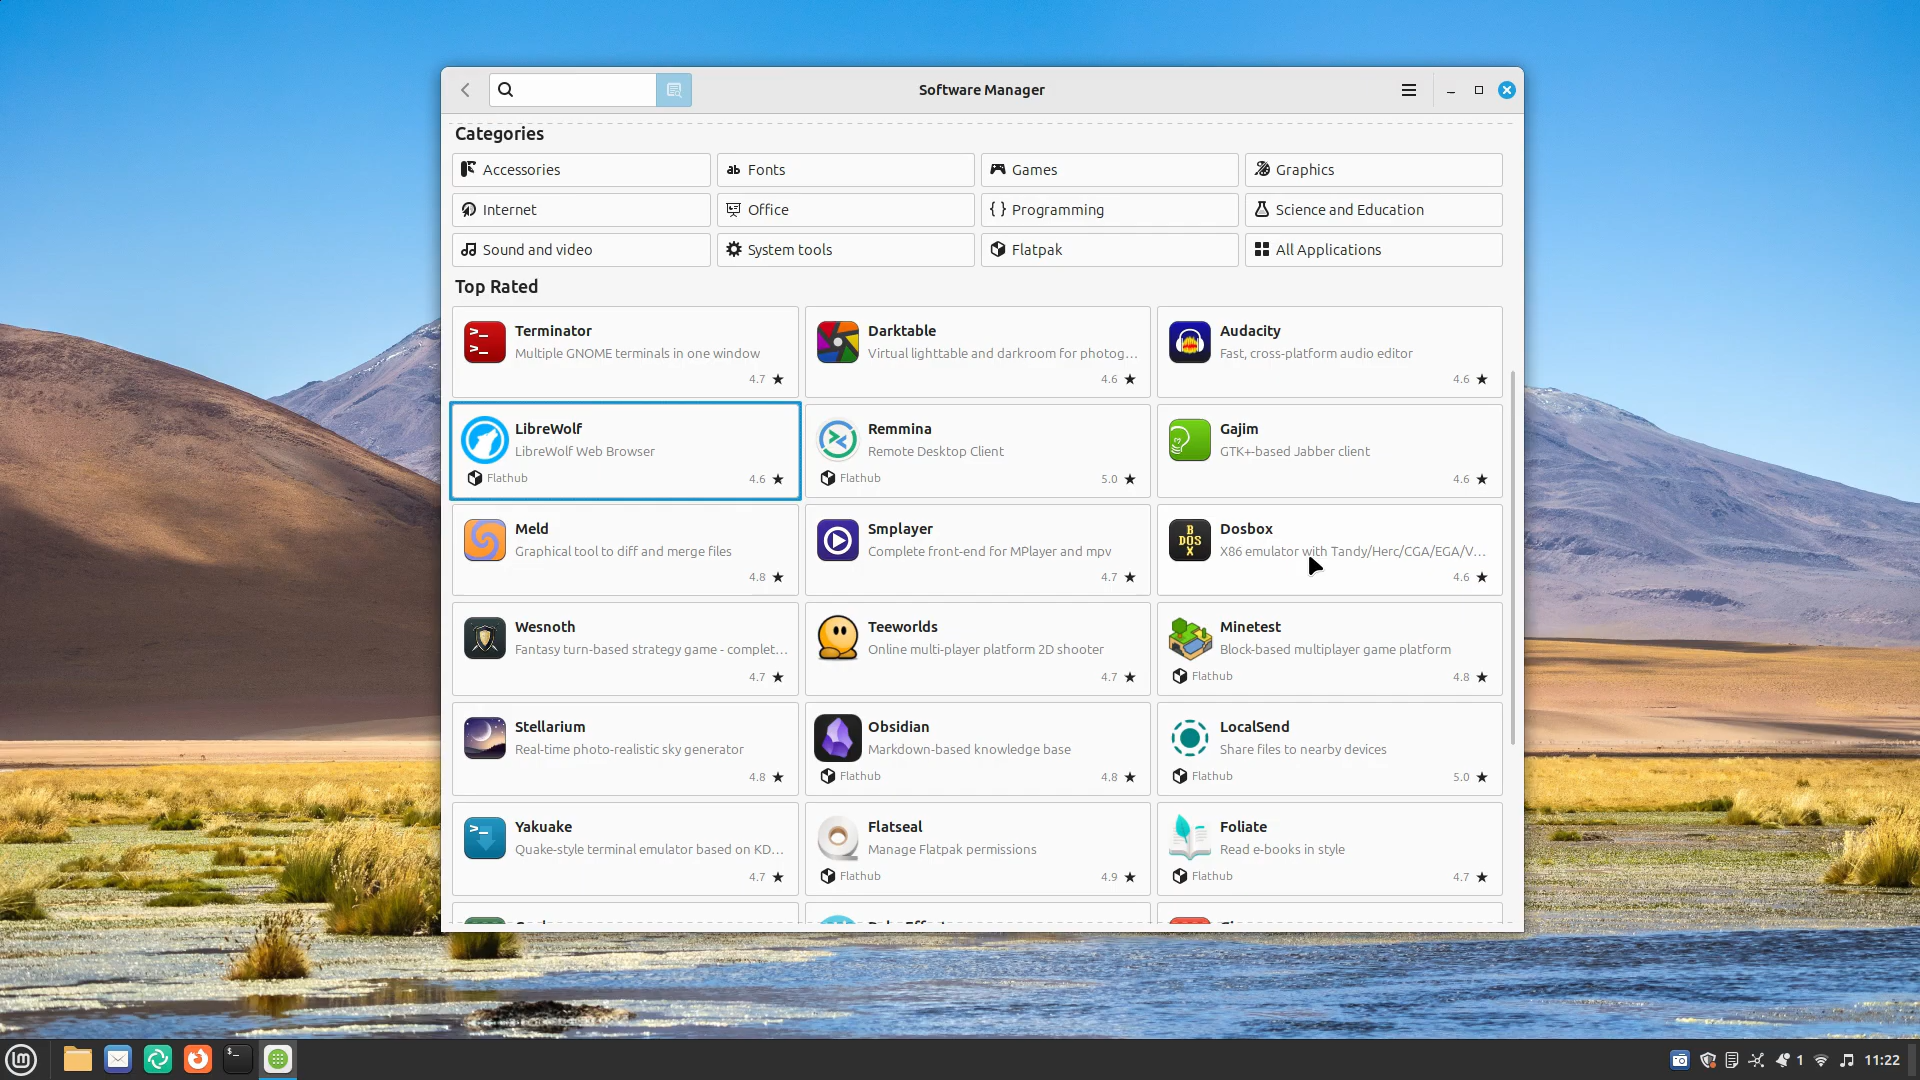 Software Manager
Categories
Accessories
Fonts
Games
Graphics
Internet
Office
Programming
Science and Education
Sound and video
System tools
Flatpak
All Applications
Top Rated
Terminator
Multiple GNOME terminals in one window
4.7 ★
Darktable
Virtual lighttable and darkroom for photog...
4.6 ★
Audacity
Fast, cross-platform audio editor
4.6 ★
LibreWolf
LibreWolf Web Browser
Flathub
4.6 ★
Remmina
Remote Desktop Client
Flathub
5.0 ★
Gajim
GTK+-based Jabber client
4.6 ★
Meld
Graphical tool to diff and merge files
4.8 ★
Smplayer
Complete front-end for MPlayer and mpv
4.7 ★
Dosbox
X86 emulator with Tandy/Herc/CGA/EGA/V...
4.6 ★
Wesnoth
Fantasy turn-based strategy game - complet...
4.7 ★
Teeworlds
Online multi-player platform 2D shooter
4.7 ★
Minetest
Block-based multiplayer game platform
Flathub
4.8 ★
Stellarium
Real-time photo-realistic sky generator
4.8 ★
Obsidian
Markdown-based knowledge base
Flathub
4.8 ★
LocalSend
Share files to nearby devices
Flathub
5.0 ★
Yakuake
Quake-style terminal emulator based on KD...
4.7 ★
Flatseal
Manage Flatpak permissions
Flathub
4.9 ★
Foliate
Read e-books in style
Flathub
4.7 ★
1
11:22